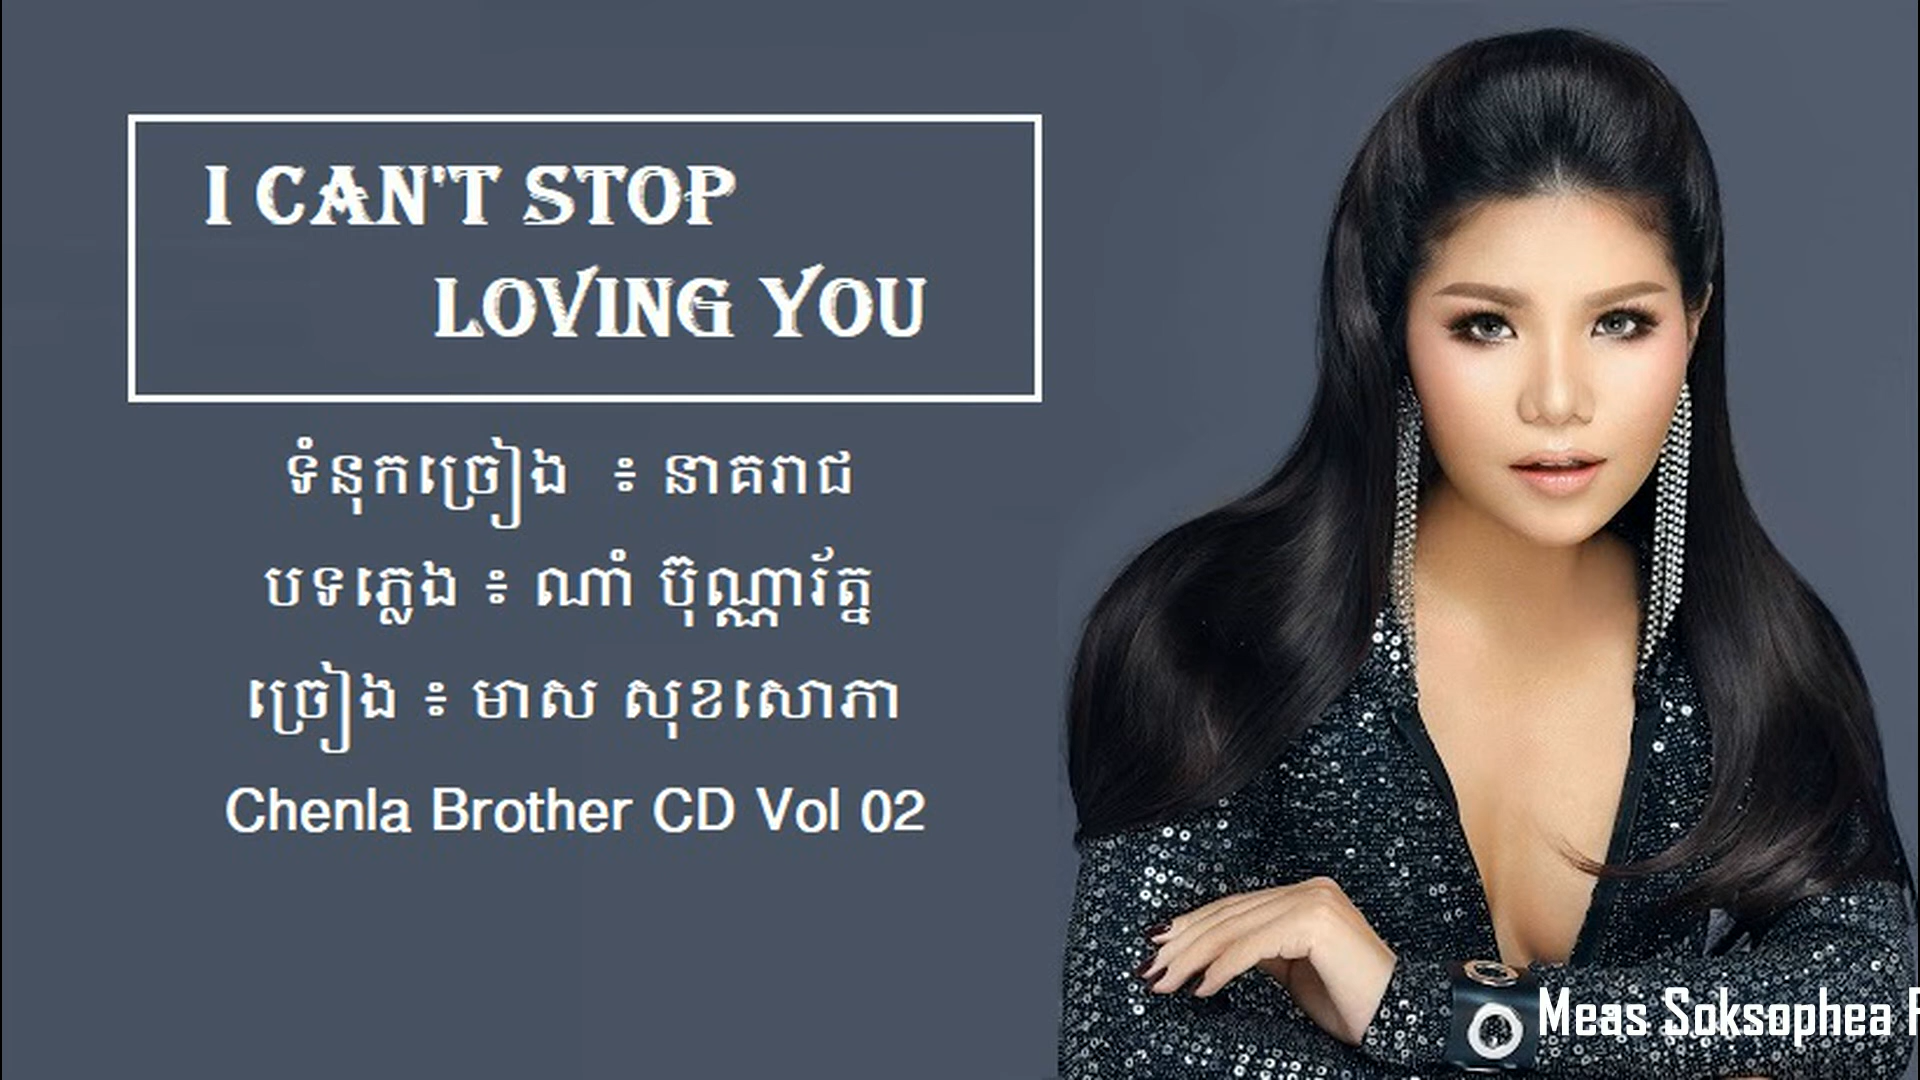 I CAN'T STOP
LOVING YOU
ទំនុកច្រៀង ៖ នាគរាជ
បទភ្លេង ៖ ណាំ ប៊ុណ្ណារ័ត្ន
ច្រៀង ៖ មាស សុខសោភា
Chenla Brother CD Vol 02
Meas Soksophea